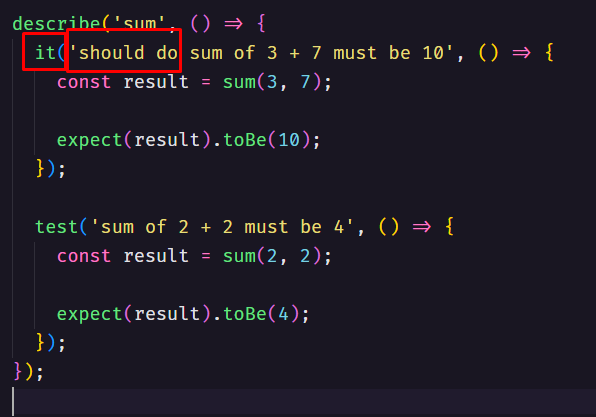 describe('sum', () => {
it('should do sum of 3 + 7 must be 10', () => {
const result = sum(3, 7);
expect(result).toBe(10);
});
test('sum of 2 + 2 must be 4', () => {
const result = sum(2, 2);
expect(result).toBe(4);
});
});